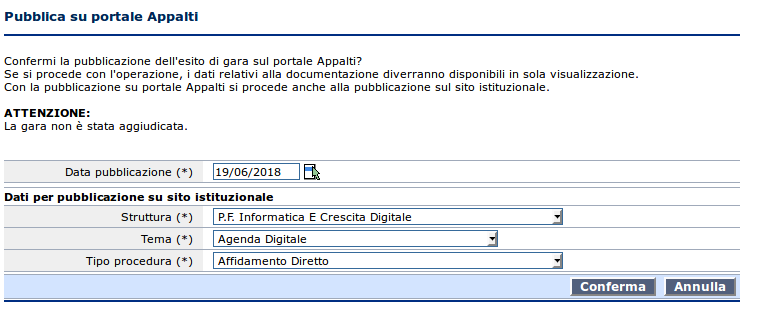 Pubblica su portale Appalti
Confermi la pubblicazione dell'esito di gara sul portale Appalti?
Se si procede con l'operazione, i dati relativi alla documentazione diverranno disponibili in sola visualizzazione.
Con la pubblicazione su portale Appalti si procede anche alla pubblicazione sul sito istituzionale.
ATTENZIONE:
La gara non è stata aggiudicata.
Data pubblicazione (*) 19/06/2018
Dati per pubblicazione su sito istituzionale
Struttura (*) P.F. Informatica E Crescita Digitale
Tema (*) Agenda Digitale
Tipo procedura (*) Affidamento Diretto
Conferma Annulla